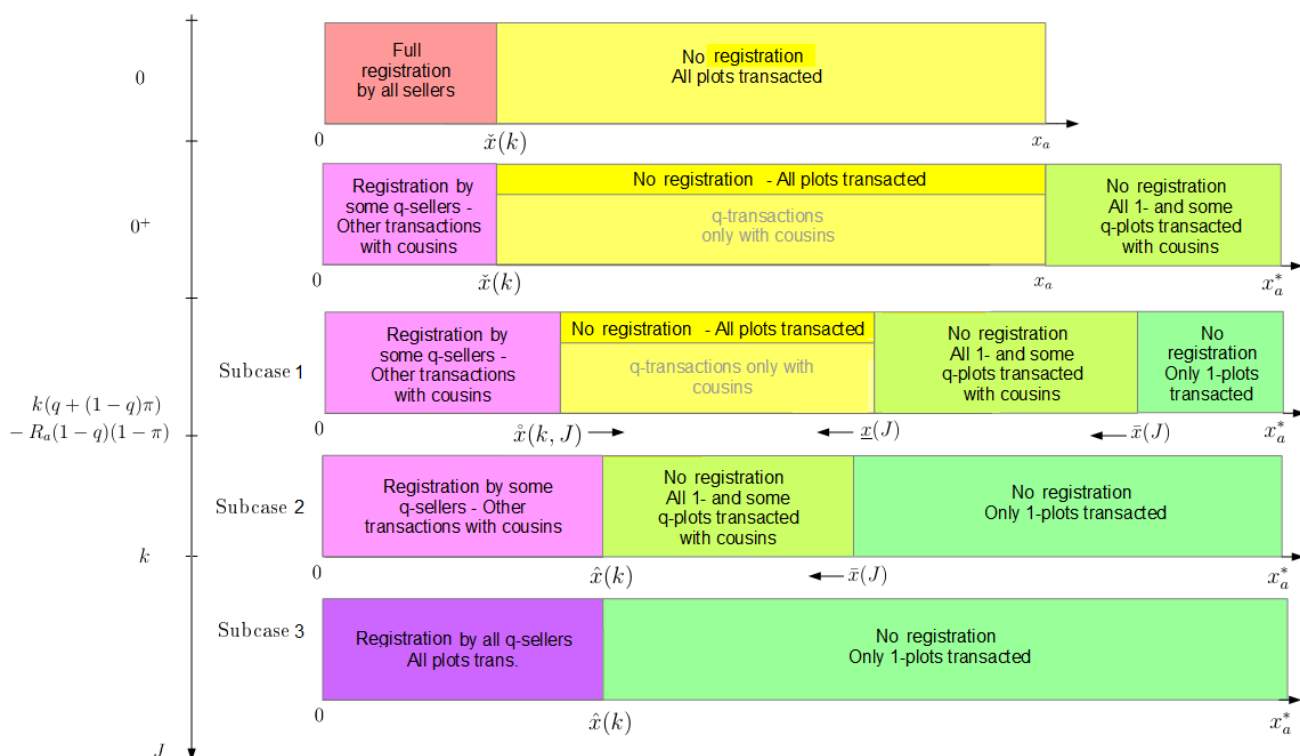 0
Full
registration
by all sellers
No registration
All plots transacted
0
x̌(k)
x_a
0⁺
Registration by
some q-sellers -
Other transactions
with cousins
No registration - All plots transacted
q-transactions
only with cousins
No registration
All 1- and some
q-plots transacted
with cousins
0
x̌(k)
x_a
x_a^*
Subcase 1
Registration by
some q-sellers -
Other transactions
with cousins
No registration - All plots transacted
q-transactions only with
cousins
No registration
All 1- and some
q-plots transacted
with cousins
No
registration
Only 1-plots
transacted
k(q + (1 − q)π)
− R_a(1 − q)(1 − π)
0
x̊(k, J) →
← x̲(J)
← x̄(J)
x_a^*
Subcase 2
Registration by some
q-sellers - Other
transactions with cousins
No registration
All 1- and some
q-plots transacted
with cousins
No registration
Only 1-plots transacted
k
0
x̂(k)
← x̄(J)
x_a^*
Subcase 3
Registration by all q-sellers
All plots trans.
No registration
Only 1-plots transacted
0
x̂(k)
x_a^*
J